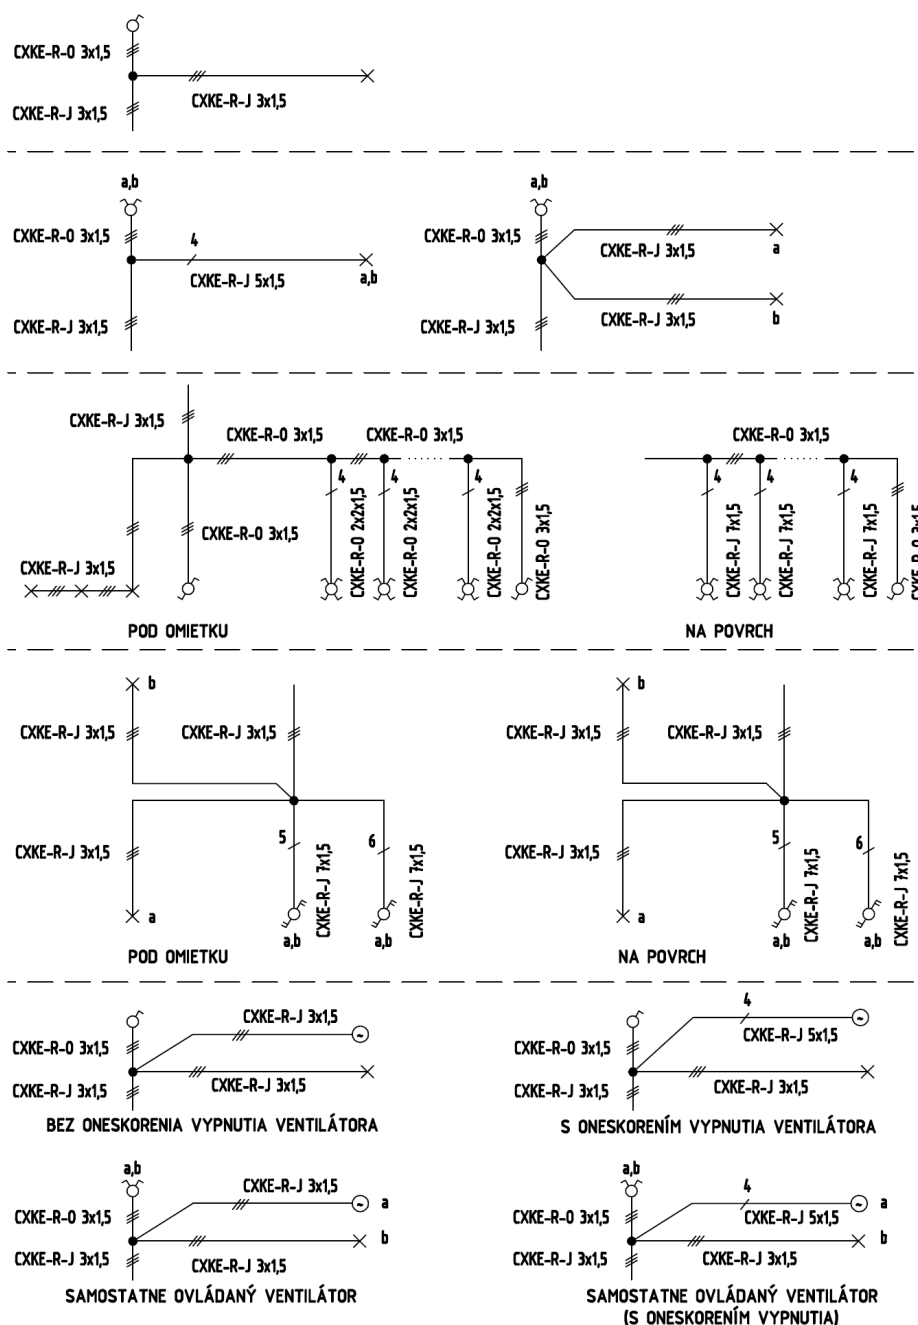 CXKE-R-O 3x1,5
CXKE-R-J 3x1,5
CXKE-R-J 3x1,5
a,b
CXKE-R-O 3x1,5
4
CXKE-R-J 5x1,5
a,b
CXKE-R-J 3x1,5
a,b
CXKE-R-O 3x1,5
CXKE-R-J 3x1,5
a
CXKE-R-J 3x1,5
CXKE-R-J 3x1,5
b
CXKE-R-J 3x1,5
CXKE-R-O 3x1,5
CXKE-R-O 3x1,5
CXKE-R-O 3x1,5
CXKE-R-J 3x1,5
4
CXKE-R-O 2x2x1,5
4
CXKE-R-O 2x2x1,5
4
CXKE-R-O 2x2x1,5
CXKE-R-O 3x1,5
POD OMIETKU
CXKE-R-O 3x1,5
4
CXKE-R-J 7x1,5
4
CXKE-R-J 7x1,5
4
CXKE-R-J 7x1,5
CXKE-R-O 3x1,5
NA POVRCH
b
CXKE-R-J 3x1,5
CXKE-R-J 3x1,5
CXKE-R-J 3x1,5
a
5
CXKE-R-J 7x1,5
a,b
6
CXKE-R-J 7x1,5
a,b
POD OMIETKU
b
CXKE-R-J 3x1,5
CXKE-R-J 3x1,5
CXKE-R-J 3x1,5
a
5
CXKE-R-J 7x1,5
a,b
6
CXKE-R-J 7x1,5
a,b
NA POVRCH
CXKE-R-J 3x1,5
~
CXKE-R-O 3x1,5
CXKE-R-J 3x1,5
CXKE-R-J 3x1,5
BEZ ONESKORENIA VYPNUTIA VENTILÁTORA
4
~
CXKE-R-J 5x1,5
CXKE-R-O 3x1,5
CXKE-R-J 3x1,5
CXKE-R-J 3x1,5
S ONESKORENÍM VYPNUTIA VENTILÁTORA
a,b
CXKE-R-J 3x1,5
~ a
CXKE-R-O 3x1,5
b
CXKE-R-J 3x1,5
CXKE-R-J 3x1,5
SAMOSTATNE OVLÁDANÝ VENTILÁTOR
a,b
4
~ a
CXKE-R-J 5x1,5
CXKE-R-O 3x1,5
b
CXKE-R-J 3x1,5
CXKE-R-J 3x1,5
SAMOSTATNE OVLÁDANÝ VENTILÁTOR
(S ONESKORENÍM VYPNUTIA)